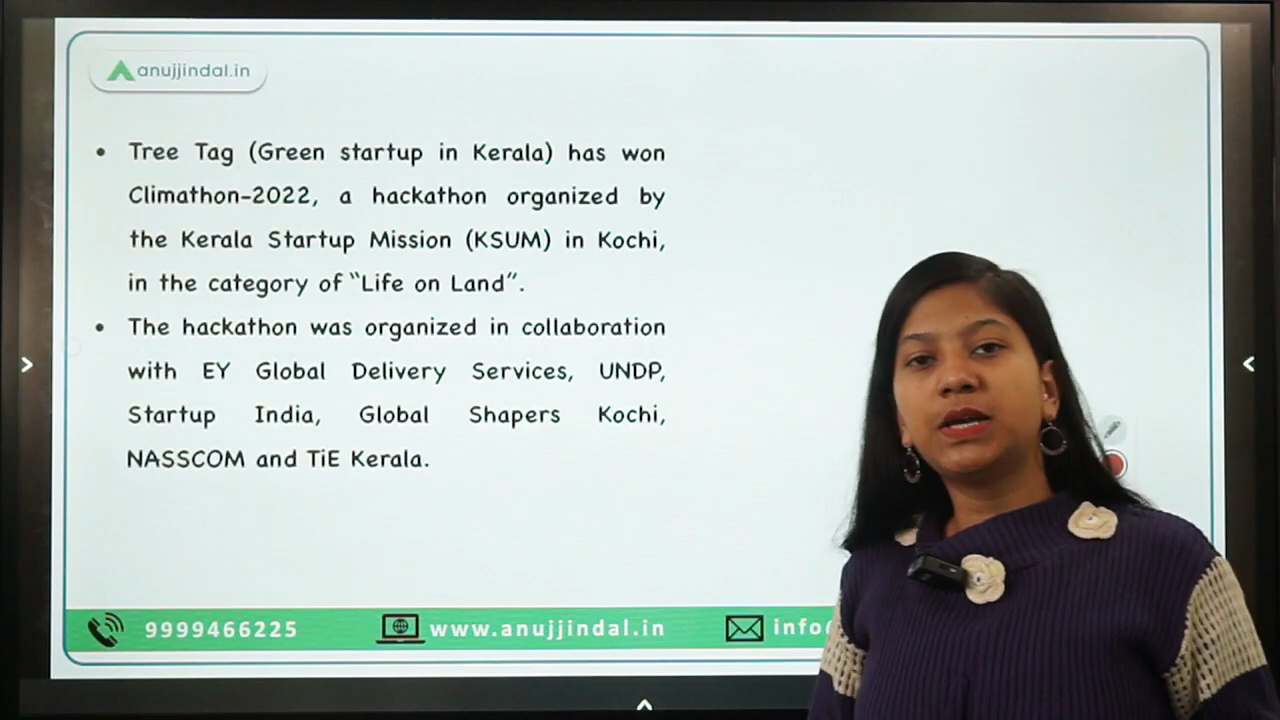 anujjindal.in
• Tree Tag (Green startup in Kerala) has won
Climathon-2022, a hackathon organized by
the Kerala Startup Mission (KSUM) in Kochi,
in the category of “Life on Land”.
• The hackathon was organized in collaboration
with EY Global Delivery Services, UNDP,
Startup India, Global Shapers Kochi,
NASSCOM and TiE Kerala.
9999466225 www.anujjindal.in info@